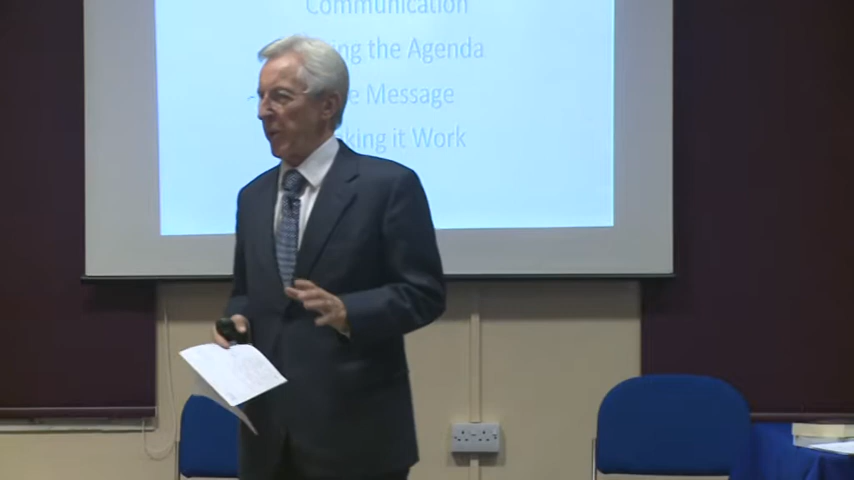 Communication
the Agenda
Message
it Work